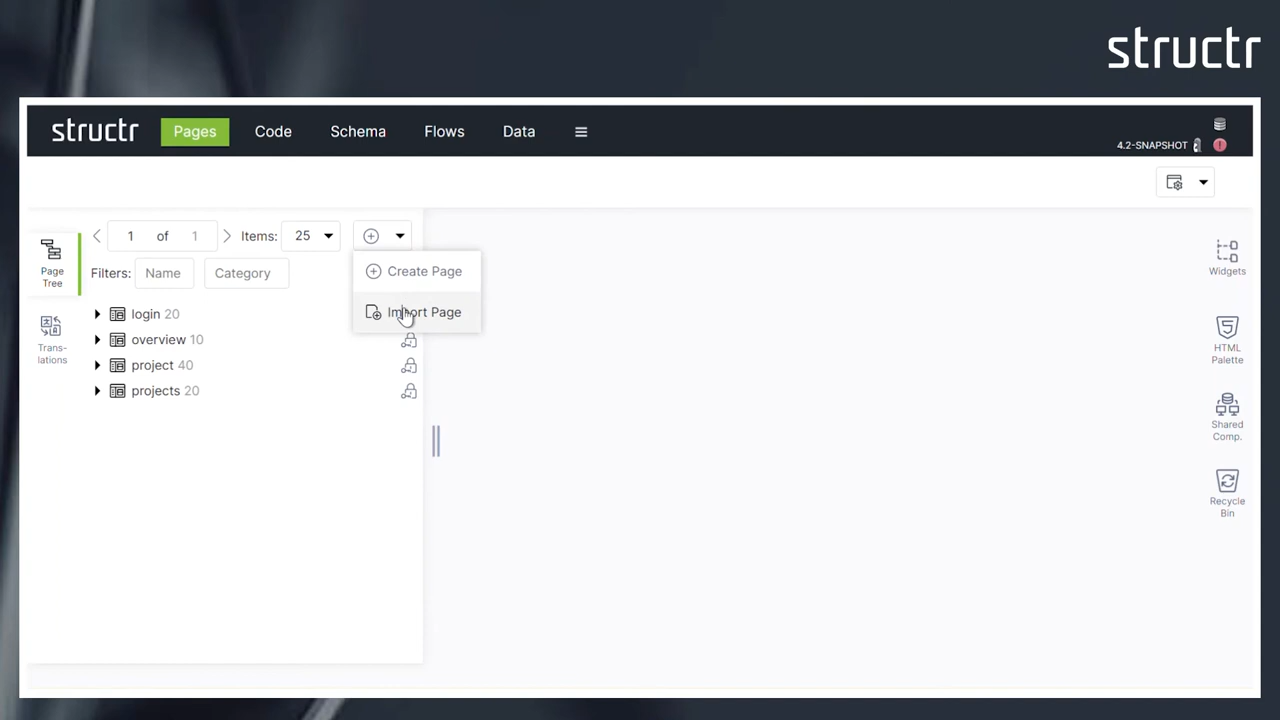 structr
structr Pages Code Schema Flows Data
4.2-SNAPSHOT
1 of 1 Items: 25
Page
Tree
Filters: Name Category
Create Page
Import Page
login 20
overview 10
project 40
projects 20
Trans-
lations
Widgets
HTML
Palette
Shared
Comp.
Recycle
Bin